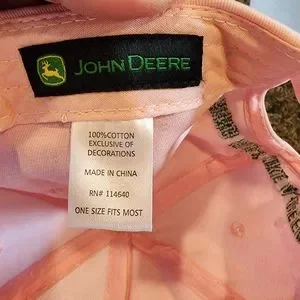 JOHN DEERE
100%COTTON
EXCLUSIVE OF
DECORATIONS
MADE IN CHINA
RN# 114640
ONE SIZE FITS MOST